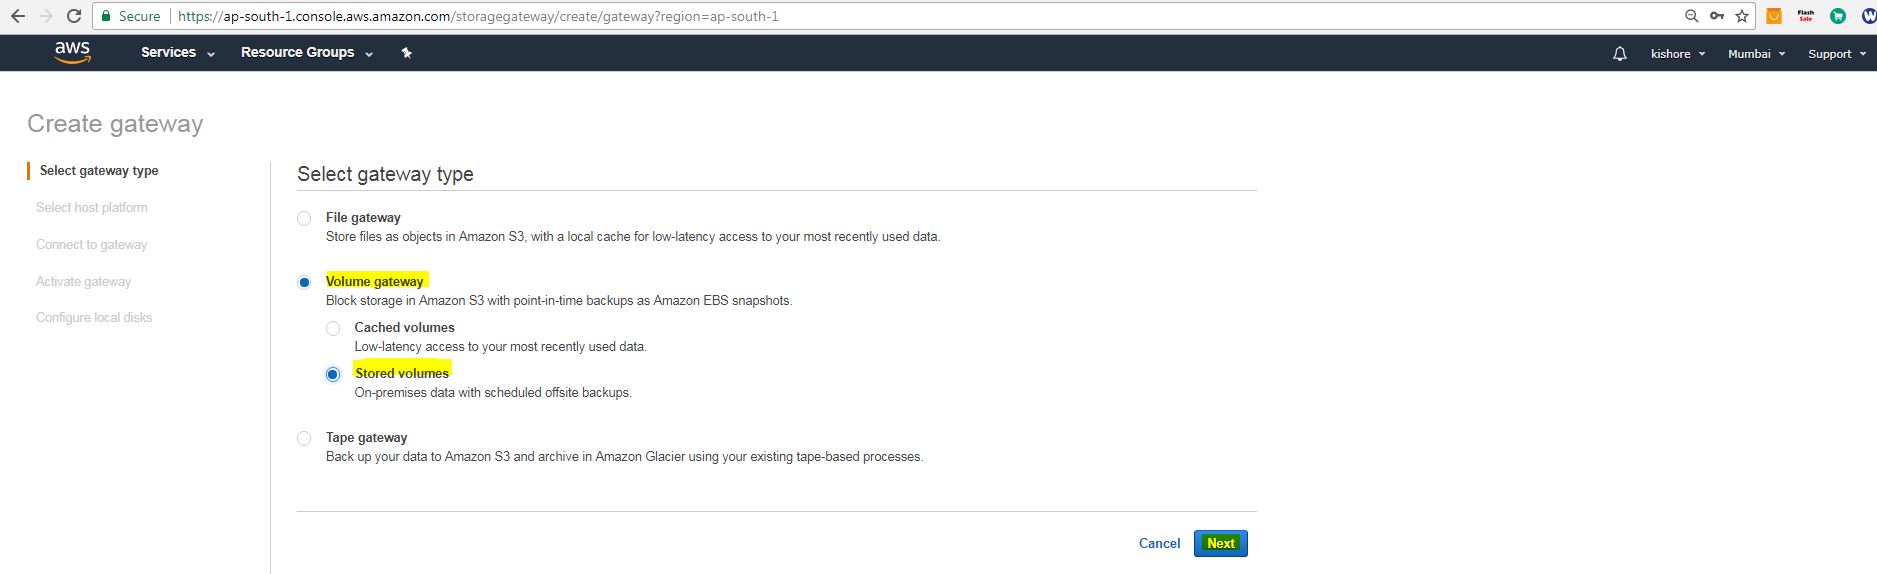 Secure https://ap-south-1.console.aws.amazon.com/storagegateway/create/gateway?region=ap-south-1
Flash
Sale
W
aws Services Resource Groups kishore Mumbai Support
Create gateway
Select gateway type
Select host platform
Connect to gateway
Activate gateway
Configure local disks
Select gateway type
File gateway
Store files as objects in Amazon S3, with a local cache for low-latency access to your most recently used data.
Volume gateway
Block storage in Amazon S3 with point-in-time backups as Amazon EBS snapshots.
Cached volumes
Low-latency access to your most recently used data.
Stored volumes
On-premises data with scheduled offsite backups.
Tape gateway
Back up your data to Amazon S3 and archive in Amazon Glacier using your existing tape-based processes.
Cancel Next